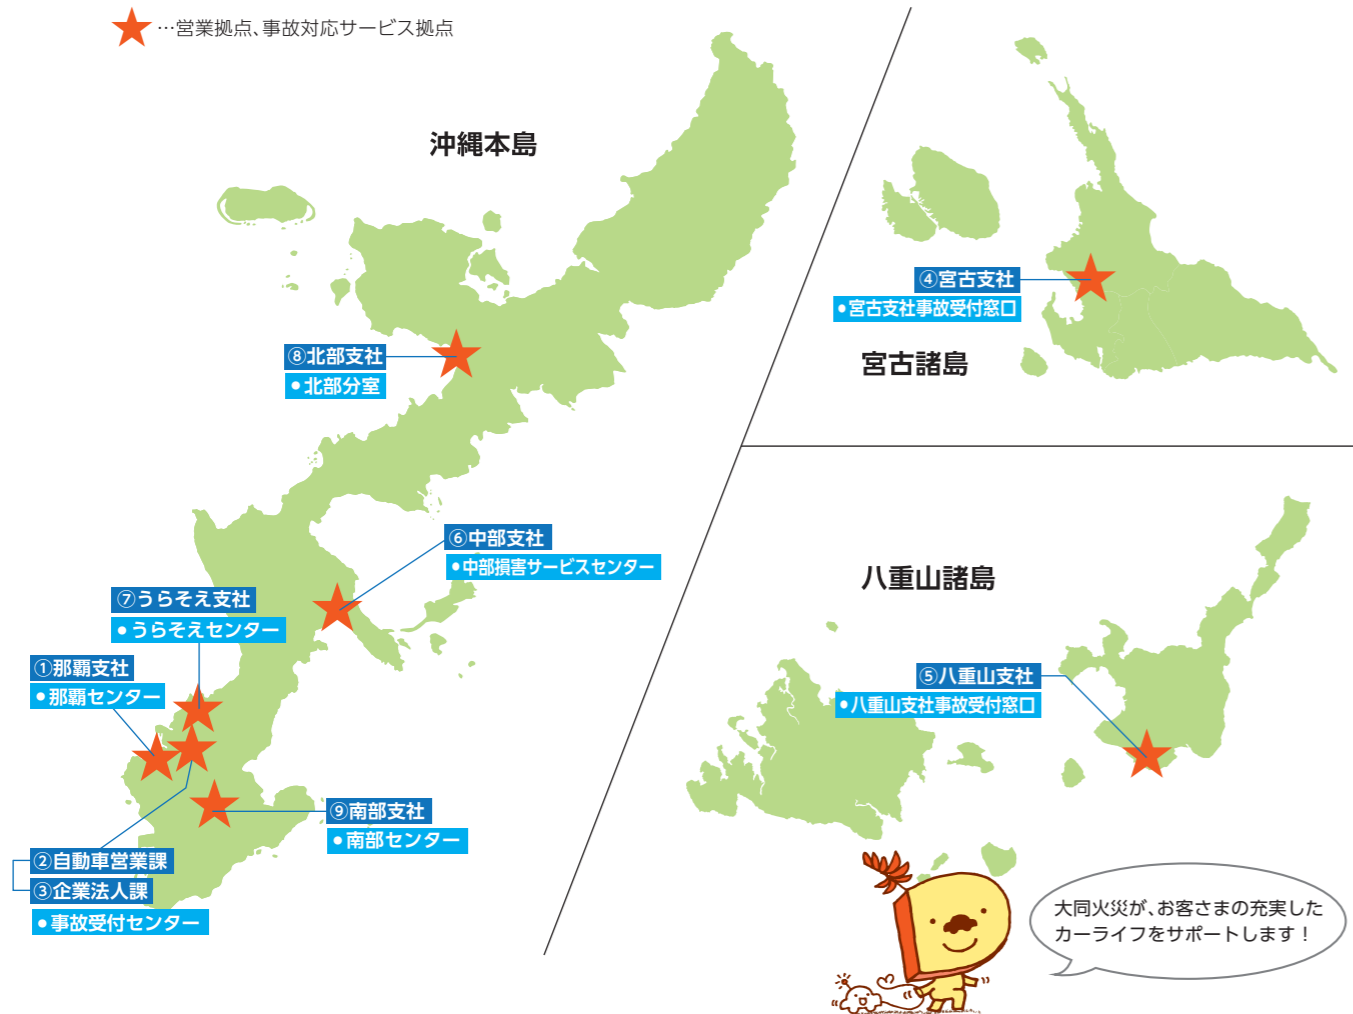 …営業拠点、事故対応サービス拠点
沖縄本島
⑧北部支社
•北部分室
⑥中部支社
•中部損害サービスセンター
⑦うらそえ支社
•うらそえセンター
①那覇支社
•那覇センター
⑨南部支社
•南部センター
②自動車営業課
③企業法人課
•事故受付センター
④宮古支社
•宮古支社事故受付窓口
宮古諸島
八重山諸島
⑤八重山支社
•八重山支社事故受付窓口
大同火災が、お客さまの充実した
カーライフをサポートします！